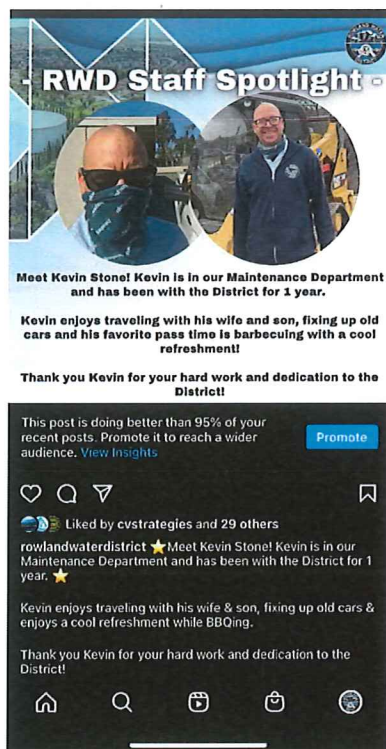 - RWD Staff Spotlight -
Meet Kevin Stone! Kevin is in our Maintenance Department
and has been with the District for 1 year.
Kevin enjoys traveling with his wife and son, fixing up old
cars and his favorite pass time is barbecuing with a cool
refreshment!
Thank you Kevin for your hard work and dedication to the
District!
This post is doing better than 95% of your
recent posts. Promote it to reach a wider
audience. View Insights
Promote
Liked by cvstrategies and 29 others
rowlandwaterdistrict ⭐Meet Kevin Stone! Kevin is in our
Maintenance Department and has been with the District for 1
year. ⭐
Kevin enjoys traveling with his wife & son, fixing up old cars &
enjoys a cool refreshment while BBQing.
Thank you Kevin for your hard work and dedication to the
District!